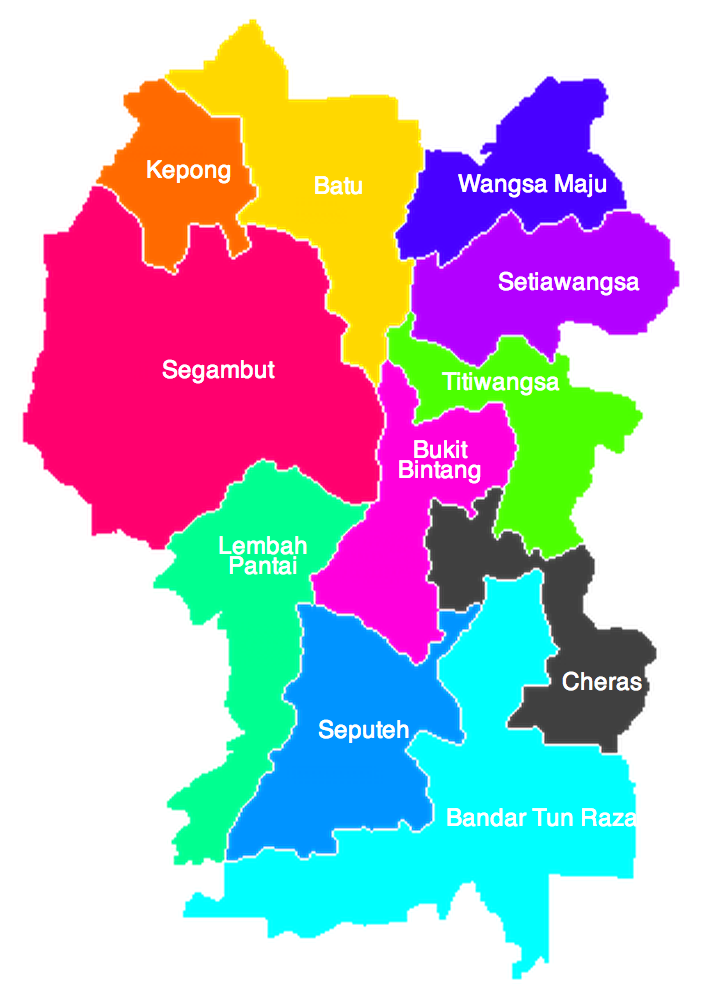 Kepong
Batu
Wangsa Maju
Setiawangsa
Segambut
Titiwangsa
Bukit
Bintang
Lembah
Pantai
Cheras
Seputeh
Bandar Tun Raza